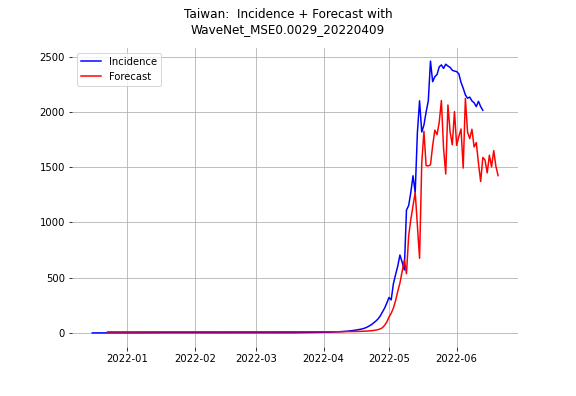 Taiwan:  Incidence + Forecast with
WaveNet_MSE0.0029_20220409
Incidence
Forecast
2500
2000
1500
1000
500
0
2022-01 2022-02 2022-03 2022-04 2022-05 2022-06